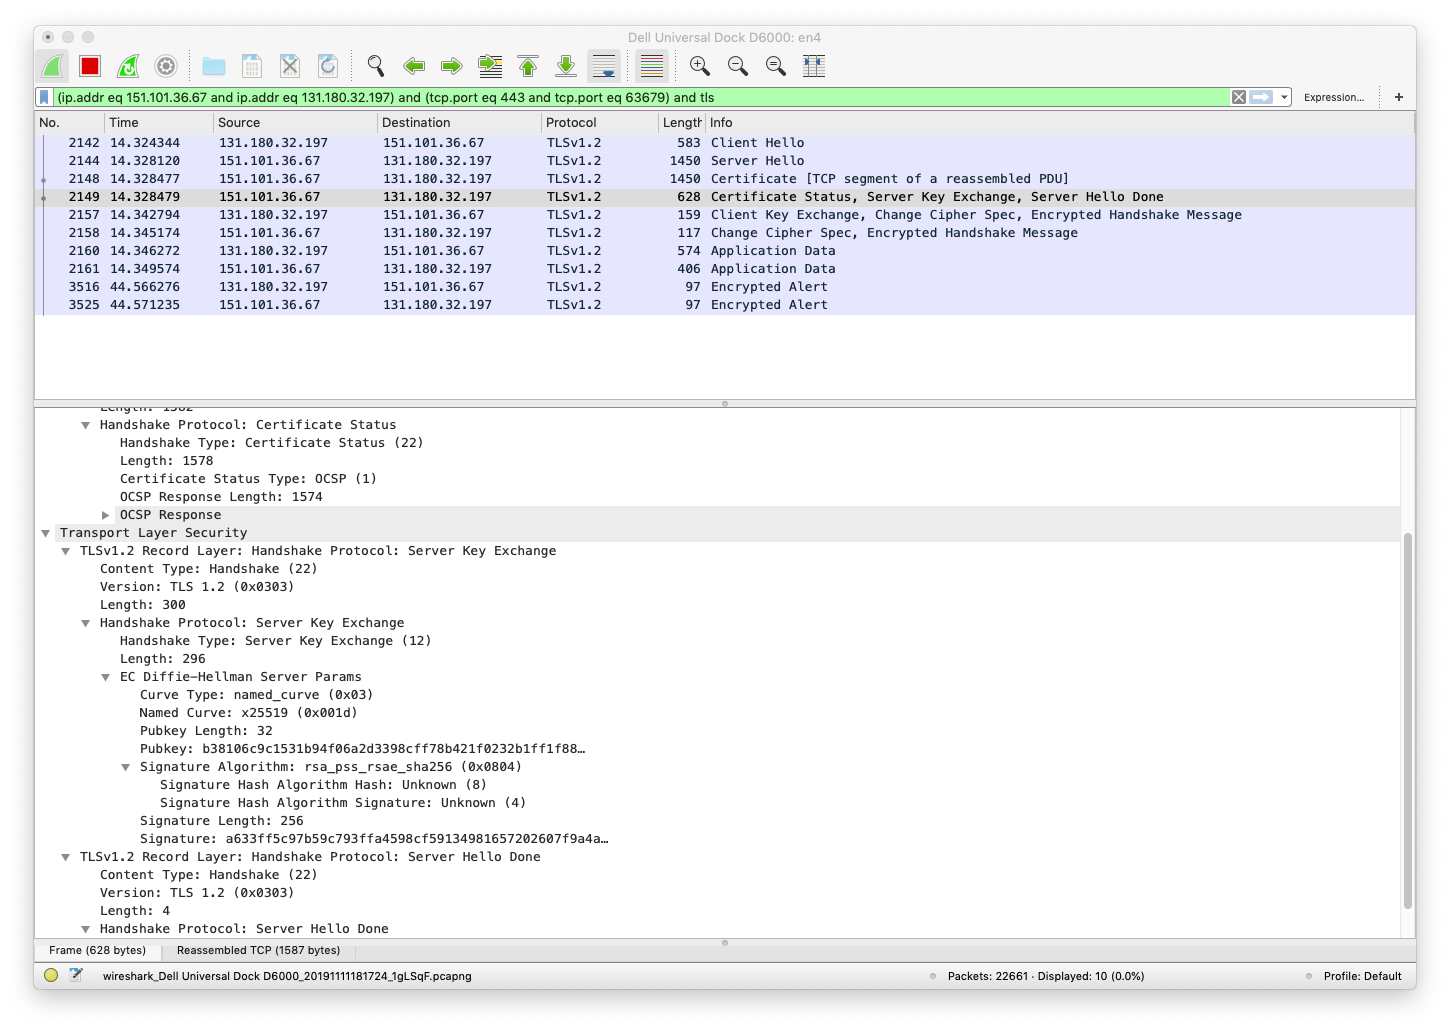 Dell Universal Dock D6000: en4
(ip.addr eq 151.101.36.67 and ip.addr eq 131.180.32.197) and (tcp.port eq 443 and tcp.port eq 63679) and tls
Expression…
+
No. Time Source Destination Protocol Length Info
2142 14.324344 131.180.32.197 151.101.36.67 TLSv1.2 583 Client Hello
2144 14.328120 151.101.36.67 131.180.32.197 TLSv1.2 1450 Server Hello
2148 14.328477 151.101.36.67 131.180.32.197 TLSv1.2 1450 Certificate [TCP segment of a reassembled PDU]
2149 14.328479 151.101.36.67 131.180.32.197 TLSv1.2 628 Certificate Status, Server Key Exchange, Server Hello Done
2157 14.342794 131.180.32.197 151.101.36.67 TLSv1.2 159 Client Key Exchange, Change Cipher Spec, Encrypted Handshake Message
2158 14.345174 151.101.36.67 131.180.32.197 TLSv1.2 117 Change Cipher Spec, Encrypted Handshake Message
2160 14.346272 131.180.32.197 151.101.36.67 TLSv1.2 574 Application Data
2161 14.349574 151.101.36.67 131.180.32.197 TLSv1.2 406 Application Data
3516 44.566276 131.180.32.197 151.101.36.67 TLSv1.2 97 Encrypted Alert
3525 44.571235 151.101.36.67 131.180.32.197 TLSv1.2 97 Encrypted Alert
Length: 1582
Handshake Protocol: Certificate Status
Handshake Type: Certificate Status (22)
Length: 1578
Certificate Status Type: OCSP (1)
OCSP Response Length: 1574
OCSP Response
Transport Layer Security
TLSv1.2 Record Layer: Handshake Protocol: Server Key Exchange
Content Type: Handshake (22)
Version: TLS 1.2 (0x0303)
Length: 300
Handshake Protocol: Server Key Exchange
Handshake Type: Server Key Exchange (12)
Length: 296
EC Diffie-Hellman Server Params
Curve Type: named_curve (0x03)
Named Curve: x25519 (0x001d)
Pubkey Length: 32
Pubkey: b38106c9c1531b94f06a2d3398cff78b421f0232b1ff1f88…
Signature Algorithm: rsa_pss_rsae_sha256 (0x0804)
Signature Hash Algorithm Hash: Unknown (8)
Signature Hash Algorithm Signature: Unknown (4)
Signature Length: 256
Signature: a633ff5c97b59c793ffa4598cf59134981657202607f9a4a…
TLSv1.2 Record Layer: Handshake Protocol: Server Hello Done
Content Type: Handshake (22)
Version: TLS 1.2 (0x0303)
Length: 4
Handshake Protocol: Server Hello Done
Frame (628 bytes) Reassembled TCP (1587 bytes)
wireshark_Dell Universal Dock D6000_20191111181724_1gLSqF.pcapng
Packets: 22661 · Displayed: 10 (0.0%)
Profile: Default